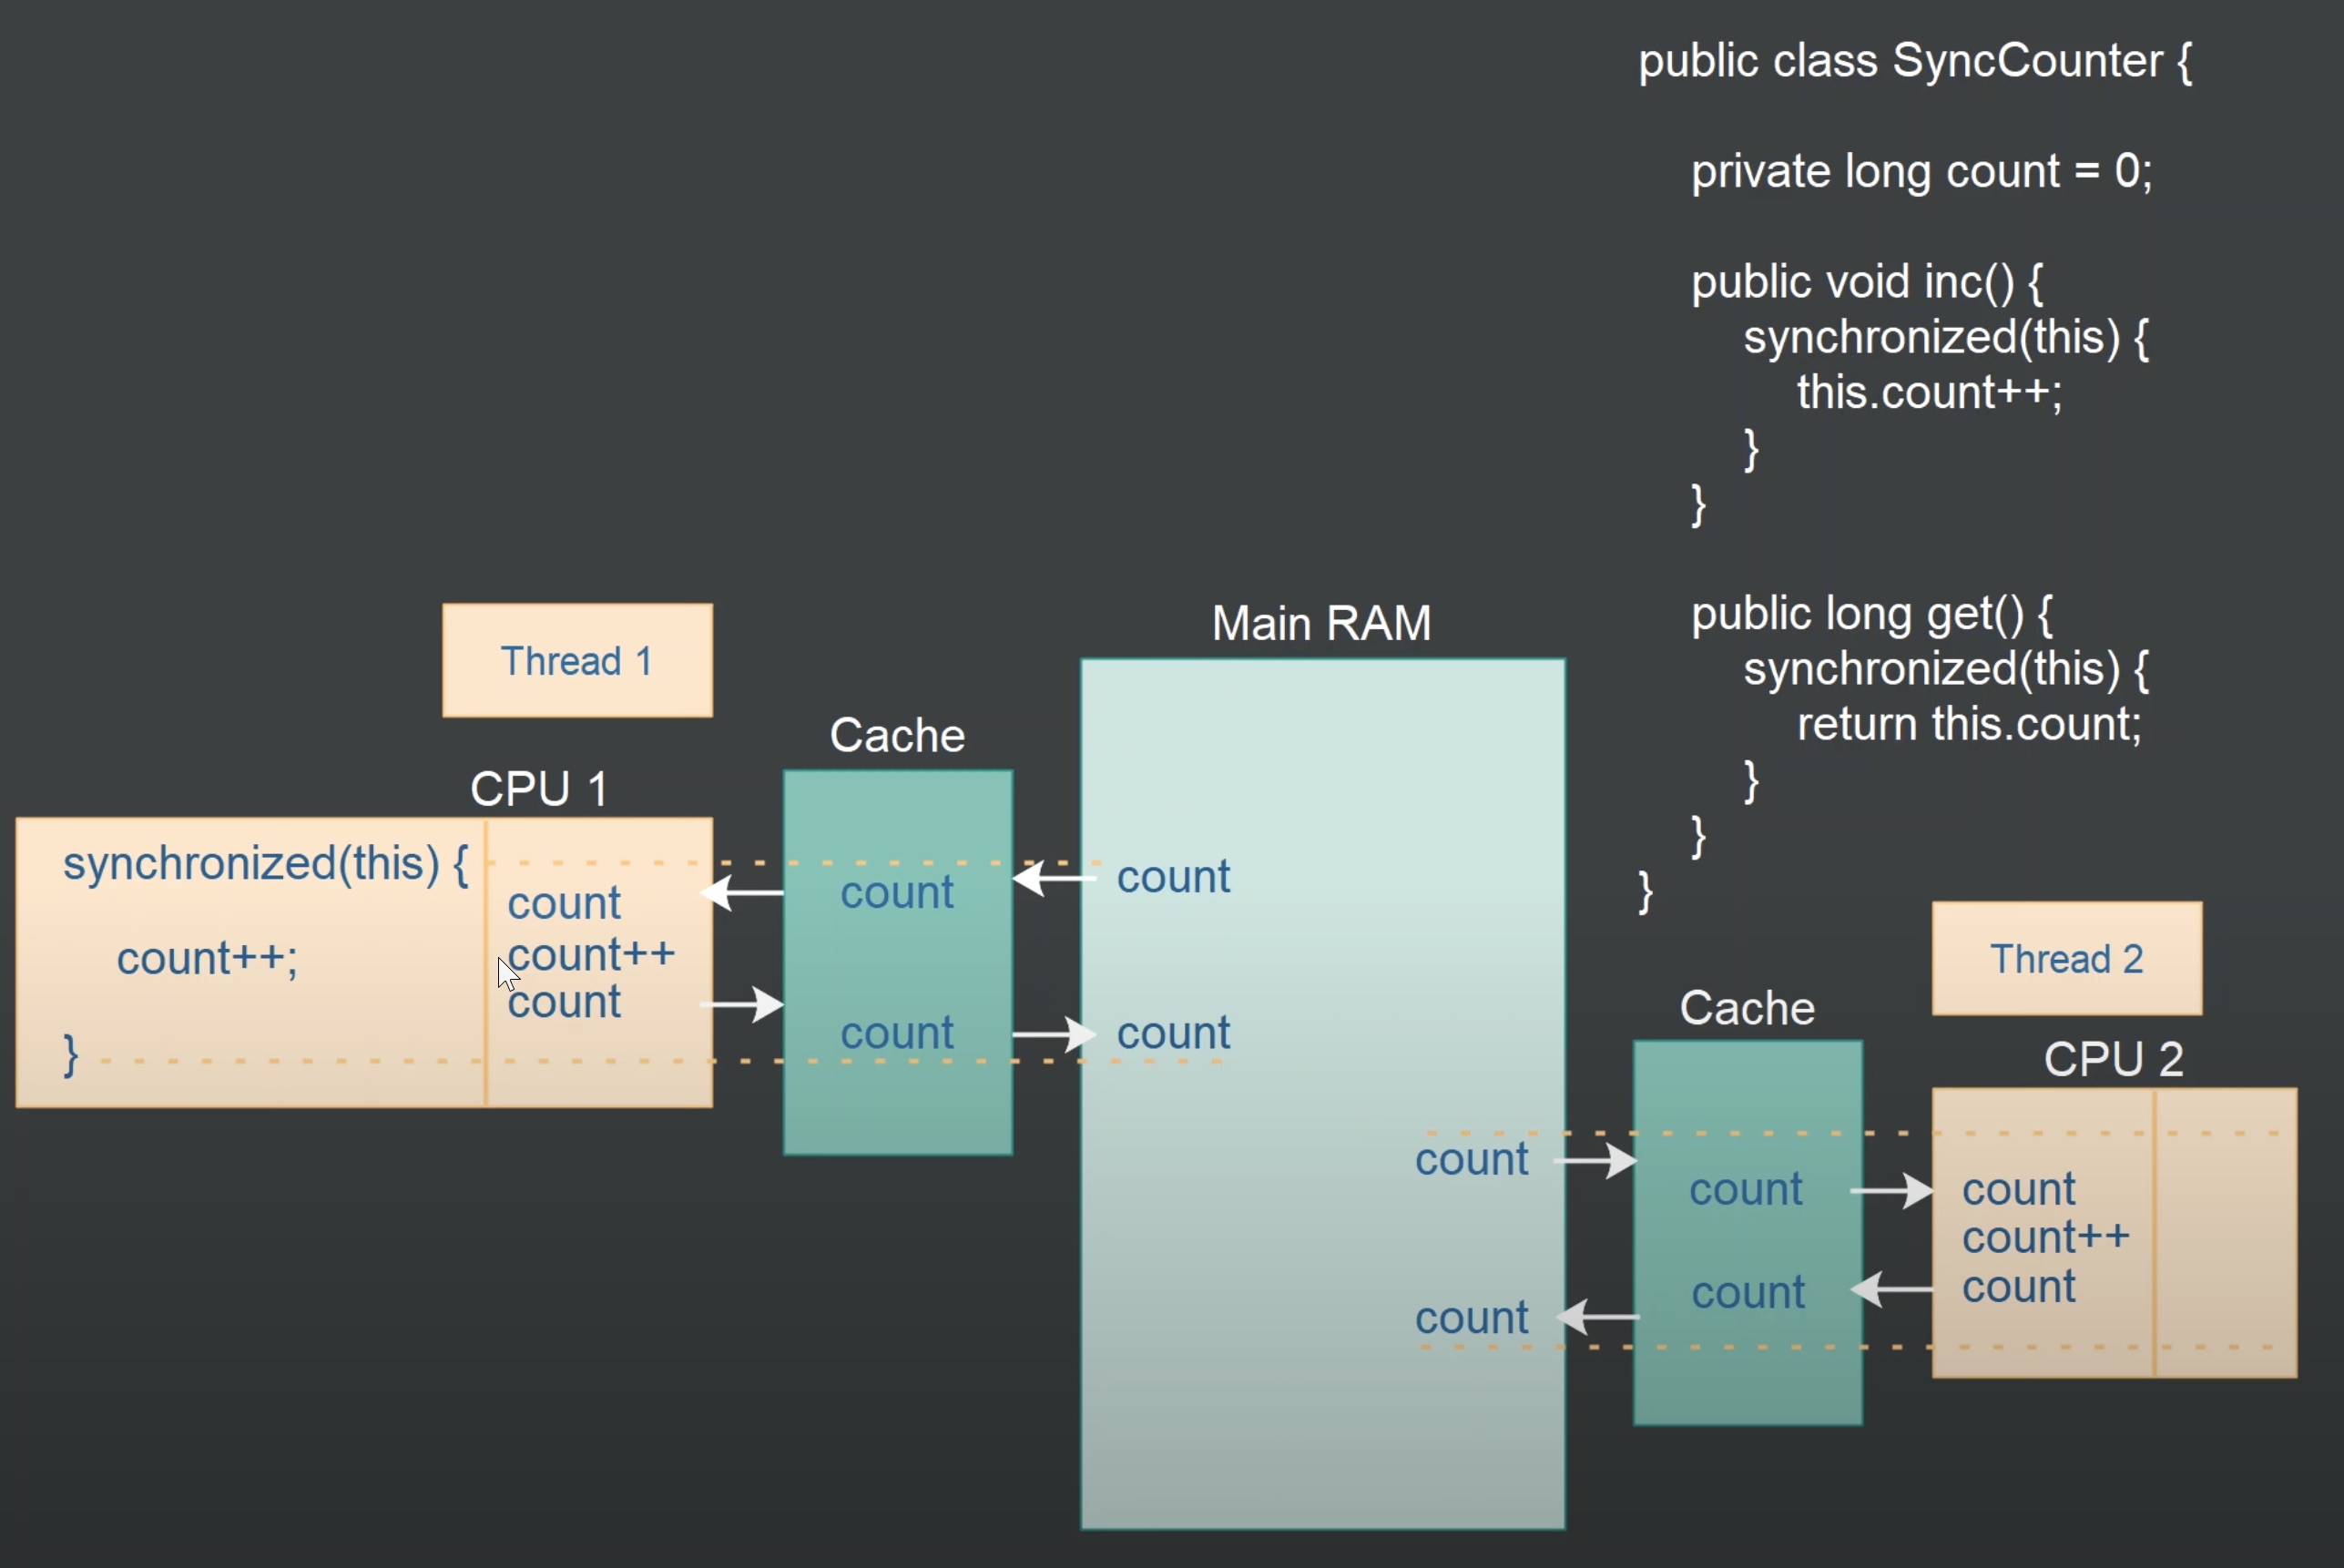 public class SyncCounter {
private long count = 0;
public void inc() {
synchronized(this) {
this.count++;
}
}
public long get() {
synchronized(this) {
return this.count;
}
}
}
Thread 1
CPU 1
synchronized(this) {
count++;
}
count
count++
count
Cache
count
count
Main RAM
count
count
count
count
Cache
count
count
Thread 2
CPU 2
count
count++
count